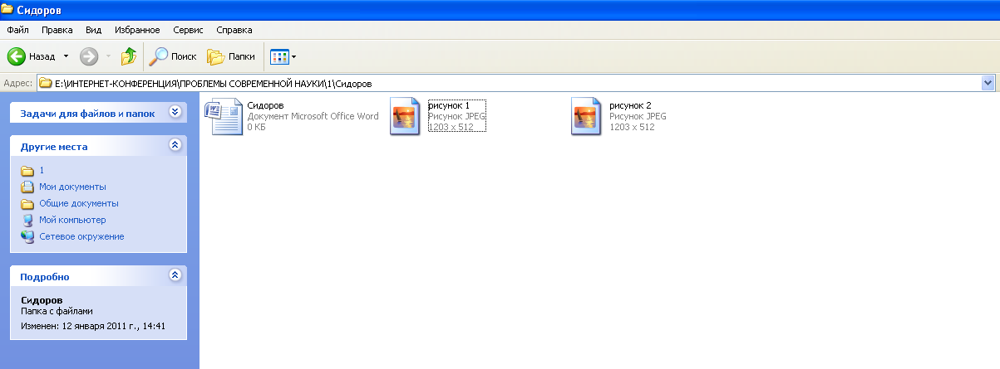 Сидоров
Файл Правка Вид Избранное Сервис Справка
Назад Поиск Папки
Адрес: E:\ИНТЕРНЕТ-КОНФЕРЕНЦИЯ\ПРОБЛЕМЫ СОВРЕМЕННОЙ НАУКИ\1\Сидоров
Задачи для файлов и папок
Другие места
1
Мои документы
Общие документы
Мой компьютер
Сетевое окружение
Подробно
Сидоров
Папка с файлами
Изменен: 12 января 2011 г., 14:41
Сидоров
Документ Microsoft Office Word
0 КБ
рисунок 1
Рисунок JPEG
1203 x 512
рисунок 2
Рисунок JPEG
1203 x 512